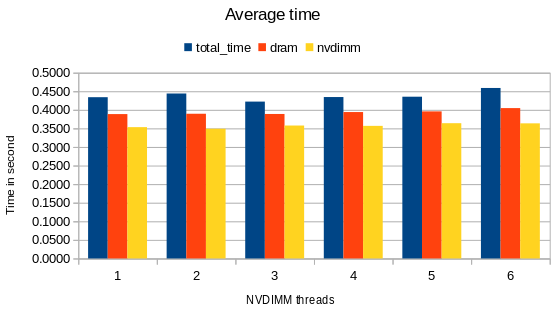 Average time
total_time dram nvdimm
0.5000
0.4500
0.4000
0.3500
0.3000
0.2500
0.2000
0.1500
0.1000
0.0500
0.0000
Time in second
1 2 3 4 5 6
NVDIMM threads